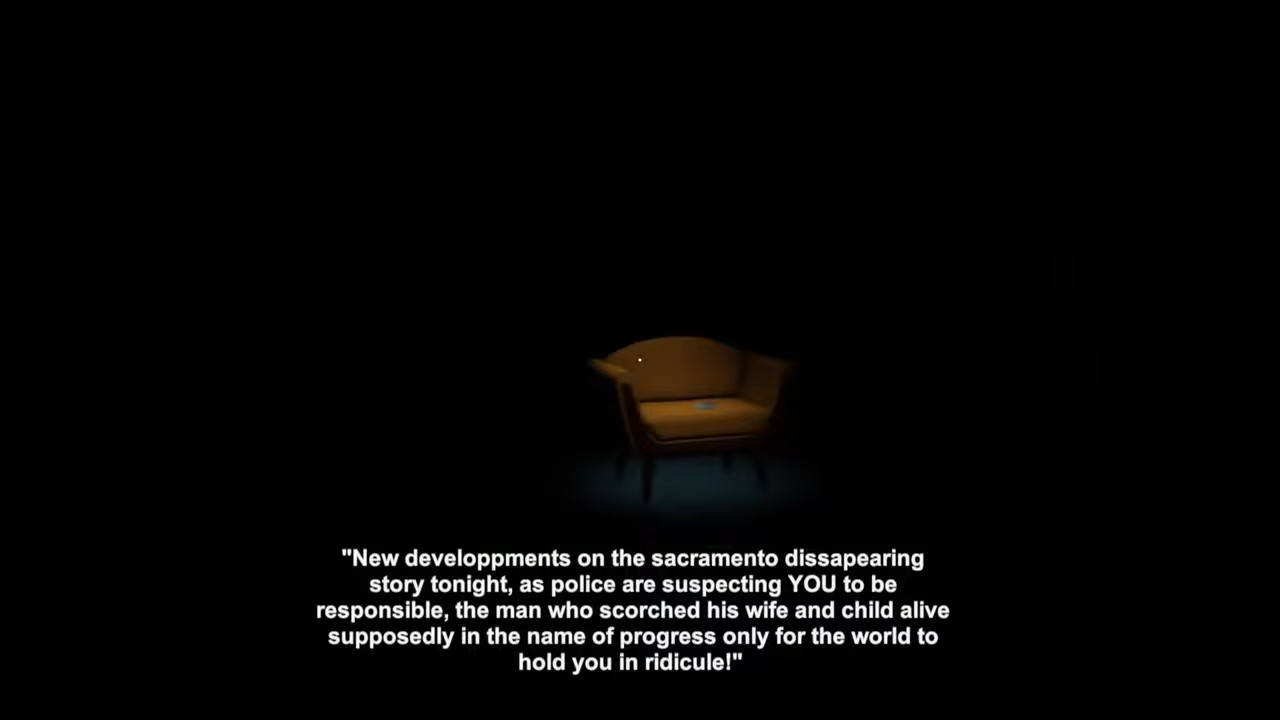 "New developpments on the sacramento dissapearing
story tonight, as police are suspecting YOU to be
responsible, the man who scorched his wife and child alive
supposedly in the name of progress only for the world to
hold you in ridicule!"